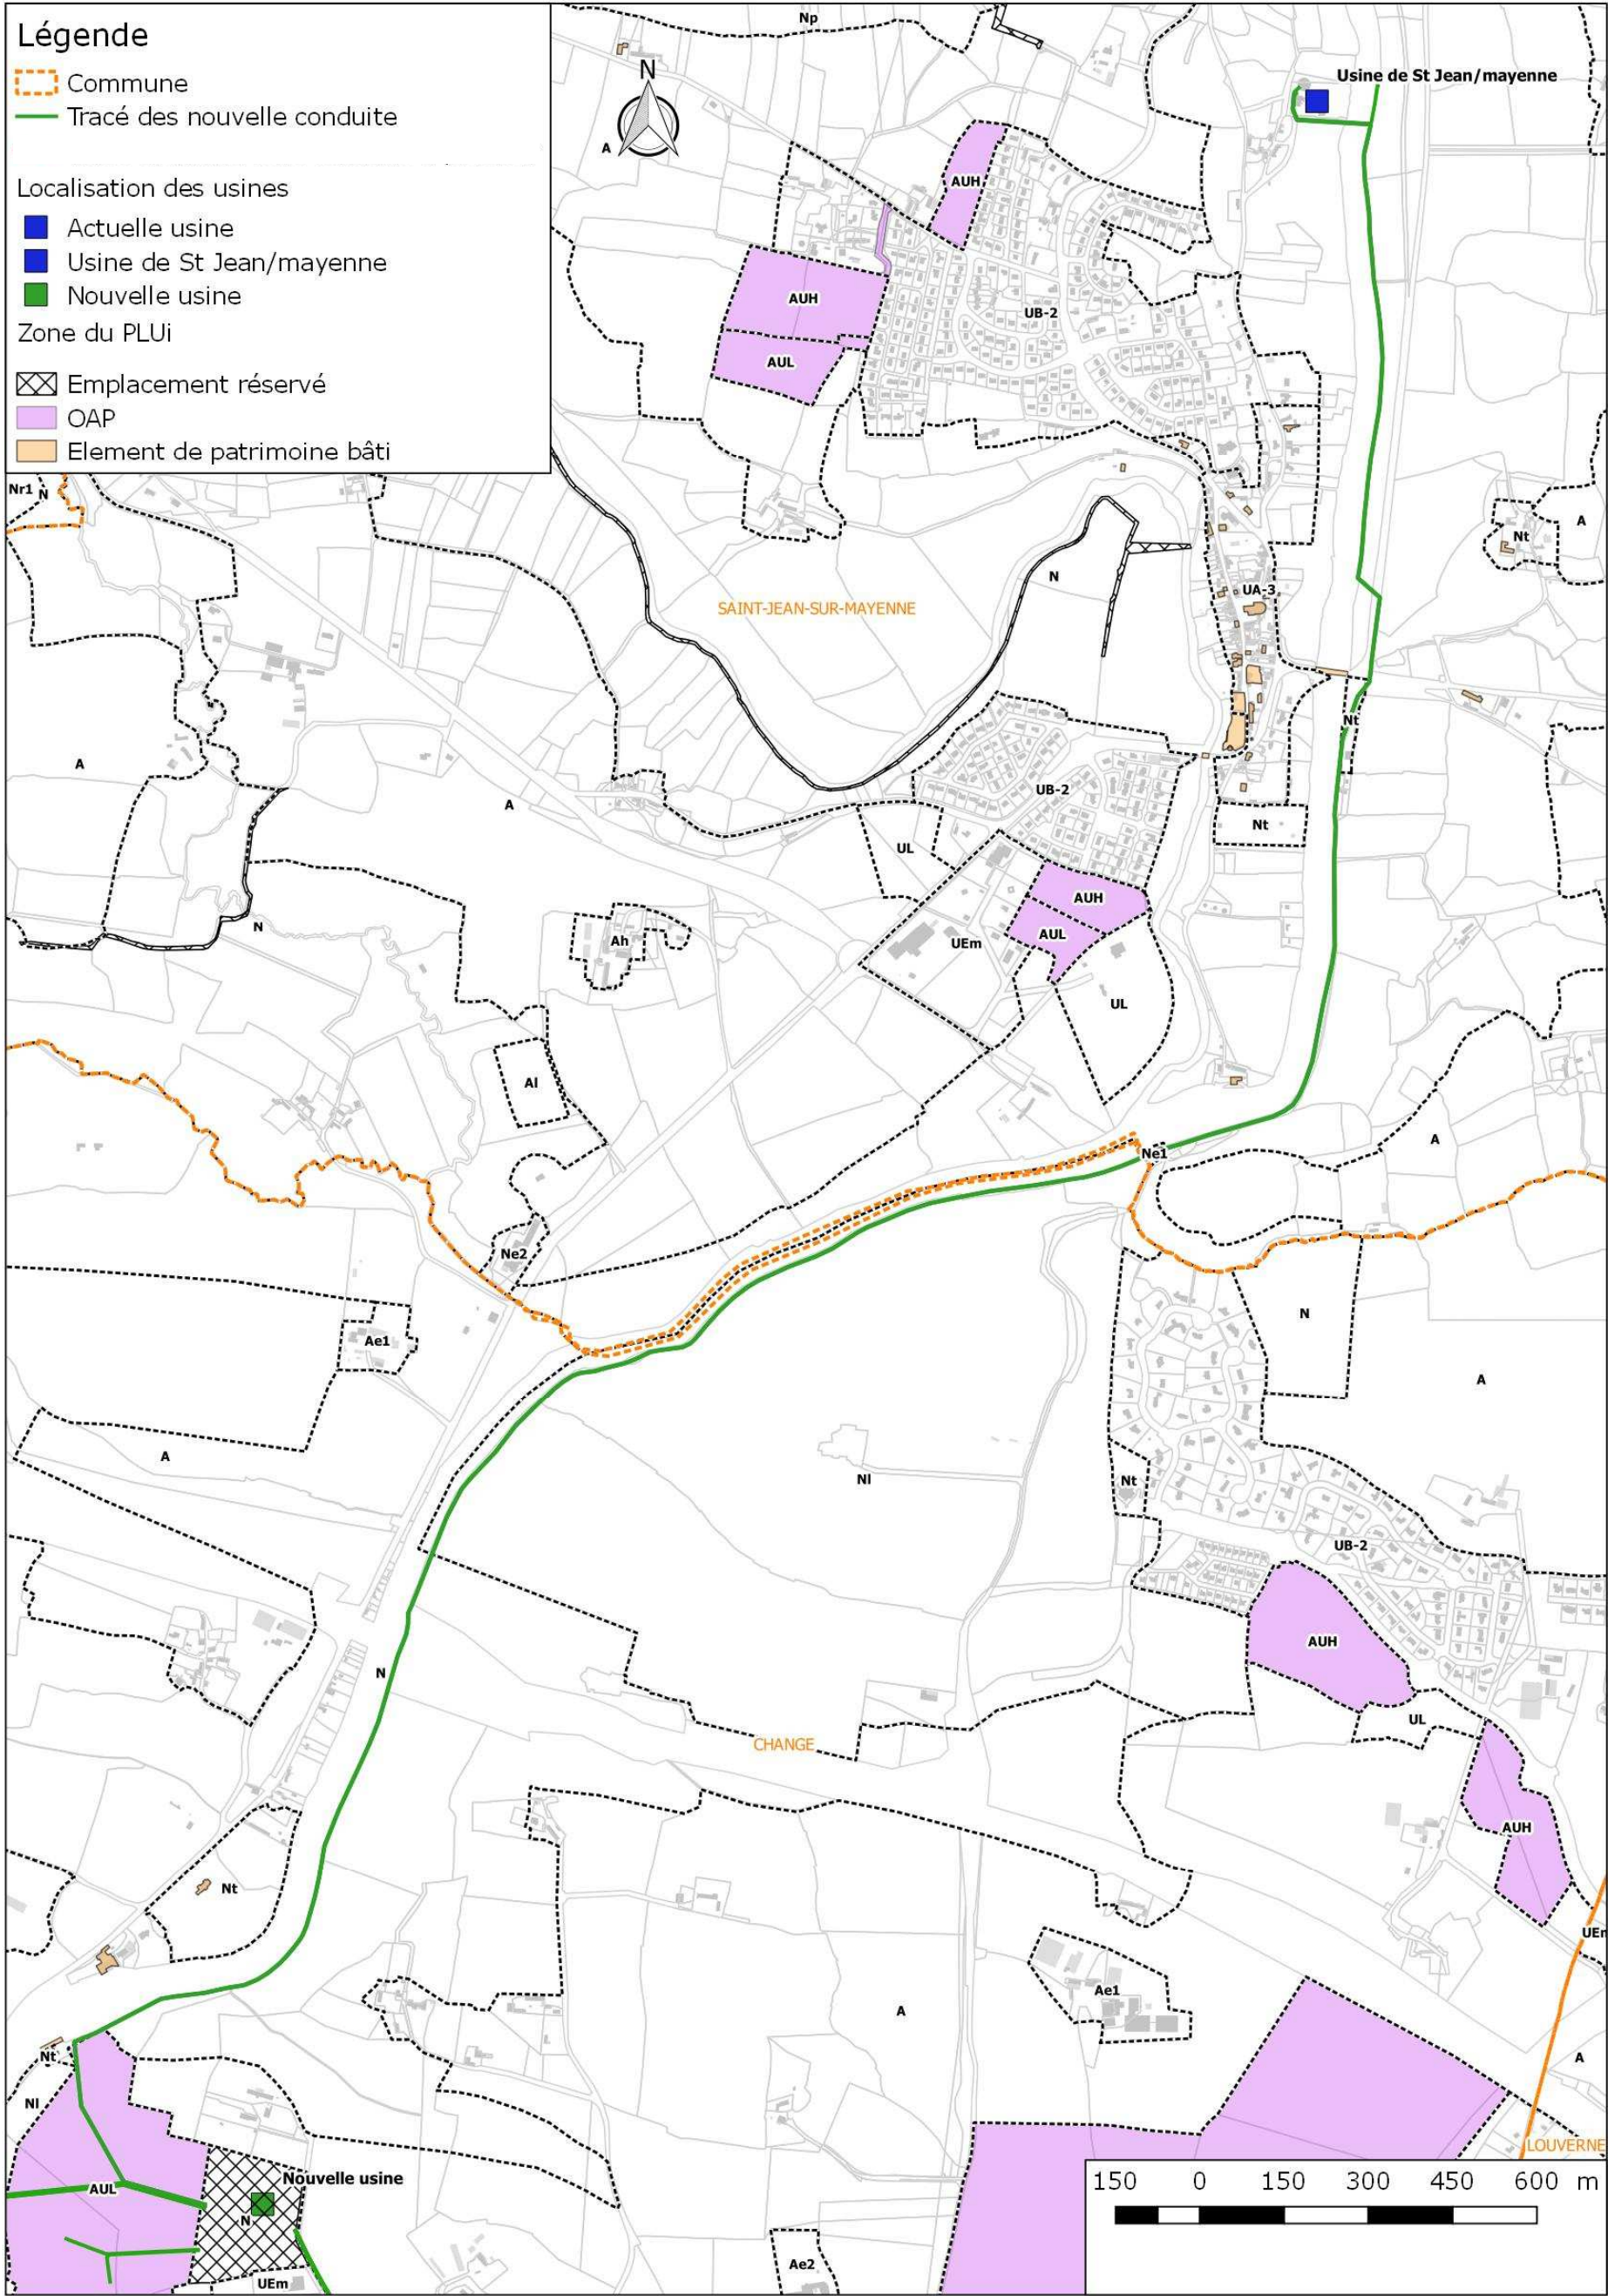 Légende
Commune
Tracé des nouvelle conduite
Localisation des usines
Actuelle usine
Usine de St Jean/mayenne
Nouvelle usine
Zone du PLUi
Emplacement réservé
OAP
Element de patrimoine bâti
Np
N
A
Usine de St Jean/mayenne
AUH
AUH
UB-2
AUL
Nr1 N
A
Nt
N
UA-3
SAINT-JEAN-SUR-MAYENNE
Nt
A
UB-2
A
Nt
UL
AUH
N
Ah
UEm
AUL
UL
Al
A
Ne1
Ne2
N
Ae1
A
A
Nl
Nt
UB-2
AUH
N
UL
CHANGE
AUH
Nt
UEm
Ae1
A
Nt
A
Nl
LOUVERNE
Nouvelle usine
AUL
N
Ae2
UEm
150 0 150 300 450 600 m